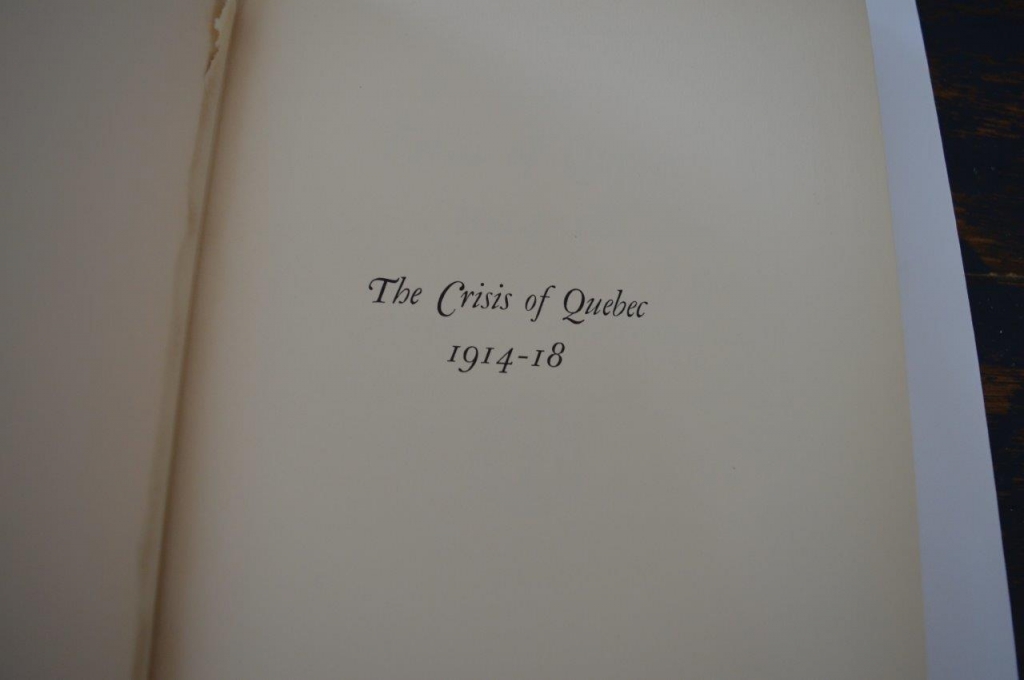 The Crisis of Quebec
1914-18